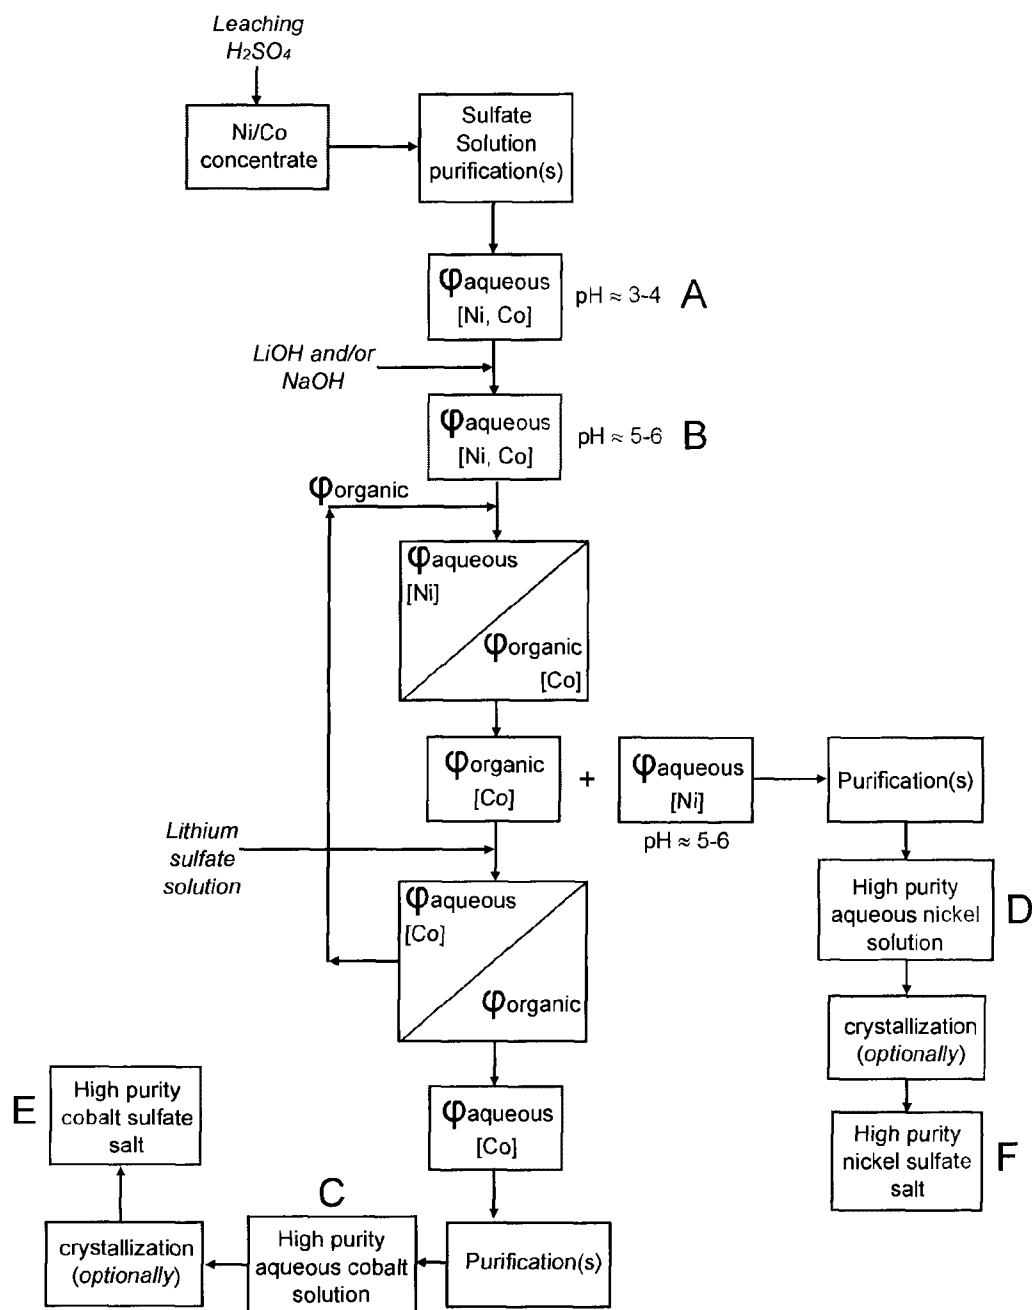 Leaching
H2SO4
Ni/Co
concentrate
Sulfate
Solution
purification(s)
φaqueous
[Ni, Co]
pH ≈ 3-4
A
LiOH and/or
NaOH
φaqueous
[Ni, Co]
pH ≈ 5-6
B
φorganic
φaqueous
[Ni]
φorganic
[Co]
φorganic
[Co]
+
φaqueous
[Ni]
pH ≈ 5-6
Purification(s)
Lithium
sulfate
solution
φaqueous
[Co]
φorganic
High purity
aqueous nickel
solution
D
crystallization
(optionally)
High purity
nickel sulfate
salt
F
E
High purity
cobalt sulfate
salt
φaqueous
[Co]
C
crystallization
(optionally)
High purity
aqueous cobalt
solution
Purification(s)